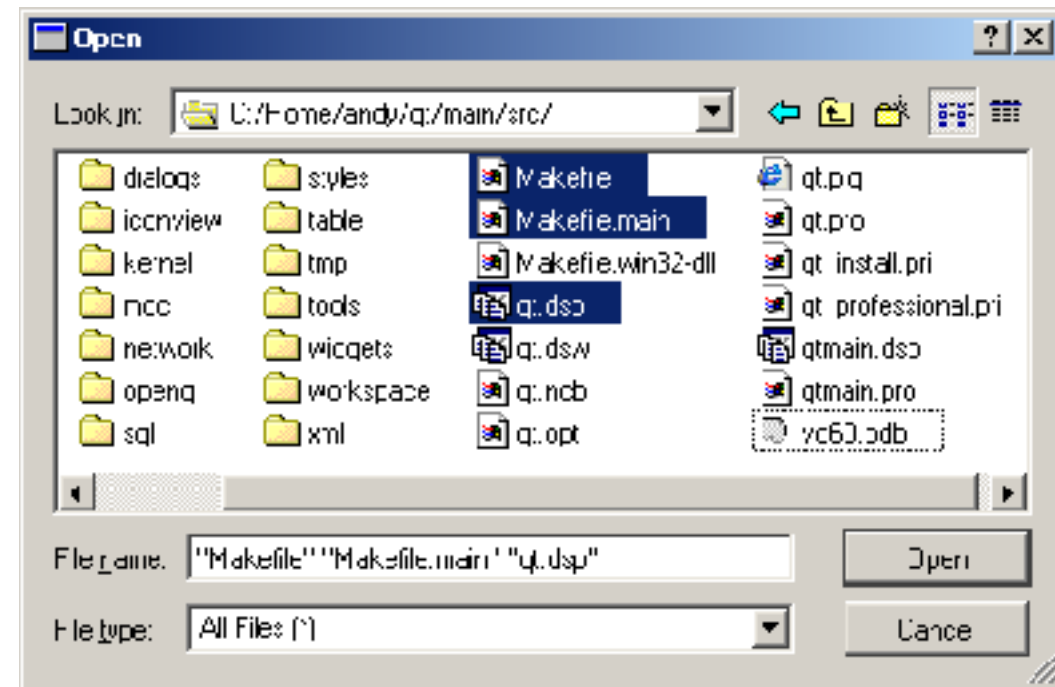 Open
Look in: C:/Home/andy/qt/main/src/
dialogs styles Makefile qt.pq
iconview table Makefile.main qt.pro
kernel tmp Makefile.win32-dll qt_install.pri
moc tools qt.dsp qt_professional.pri
network widgets qt.dsw qtmain.dsp
opengl workspace qt.ncb qtmain.pro
sql xml qt.opt vc60.pdb
File name: "Makefile" "Makefile.main" "qt.dsp" Open
File type: All Files (*) Cancel